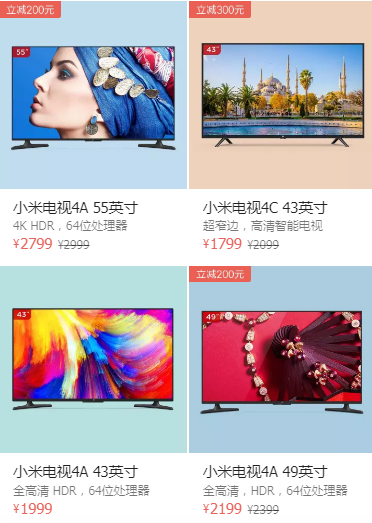 立减200元
55"
小米电视4A 55英寸
4K HDR，64位处理器
¥2799 ¥2999
立减300元
43"
小米电视4C 43英寸
超窄边，高清智能电视
¥1799 ¥2099
43"
小米电视4A 43英寸
全高清 HDR，64位处理器
¥1999
立减200元
49"
小米电视4A 49英寸
全高清 HDR，64位处理器
¥2199 ¥2399